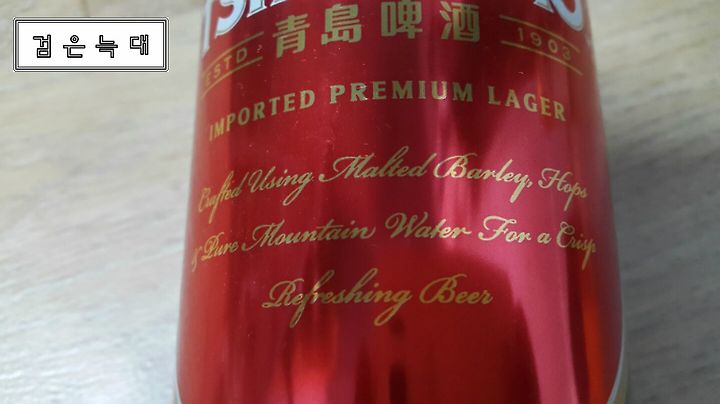 검은늑대
青島啤酒
ESTD 1903
IMPORTED PREMIUM LAGER
Crafted Using Malted Barley, Hops
& Pure Mountain Water For a Crisp
Refreshing Beer